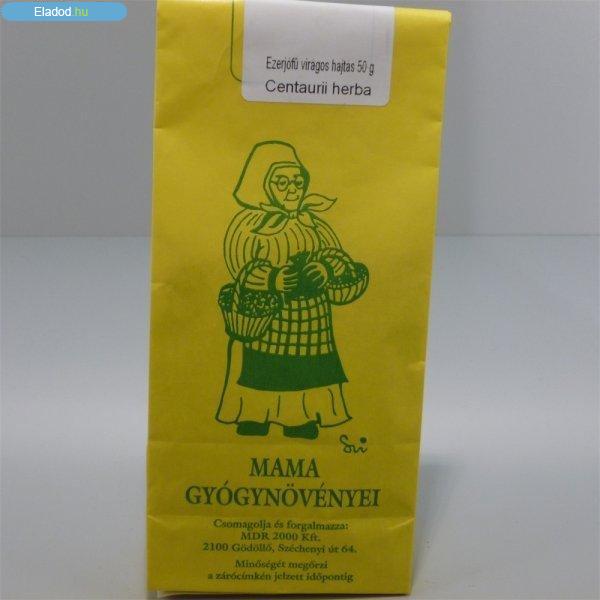 Eladod.hu
Ezerjófű virágos hajtás 50 g
Centaurii herba
Sri
MAMA
GYÓGYNÖVÉNYEI
Csomagolja és forgalmazza:
MDR 2000 Kft.
2100 Gödöllő, Széchenyi út 64.
Minőségét megőrzi
a zárócímkén jelzett időpontig